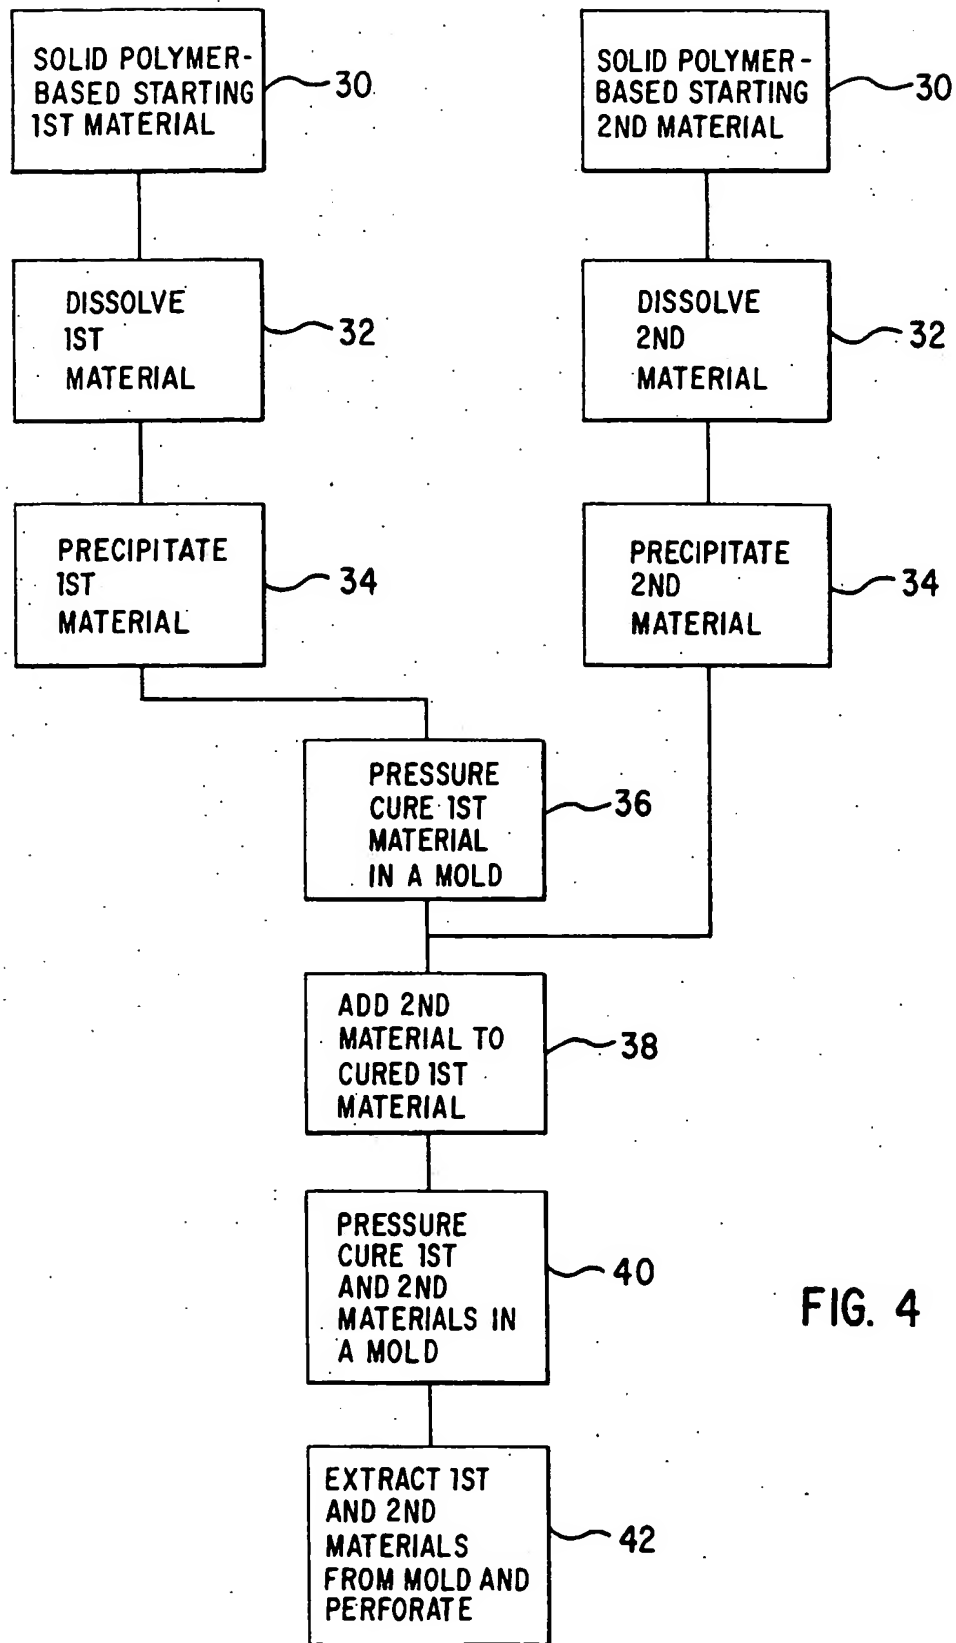 SOLID POLYMER-
BASED STARTING
1ST MATERIAL
30
SOLID POLYMER-
BASED STARTING
2ND MATERIAL
30
DISSOLVE
1ST
MATERIAL
32
DISSOLVE
2ND
MATERIAL
32
PRECIPITATE
1ST
MATERIAL
34
PRECIPITATE
2ND
MATERIAL
34
PRESSURE
CURE 1ST
MATERIAL
IN A MOLD
36
ADD 2ND
MATERIAL TO
CURED 1ST
MATERIAL
38
PRESSURE
CURE 1ST
AND 2ND
MATERIALS IN
A MOLD
40
FIG. 4
EXTRACT 1ST
AND 2ND
MATERIALS
FROM MOLD AND
PERFORATE
42